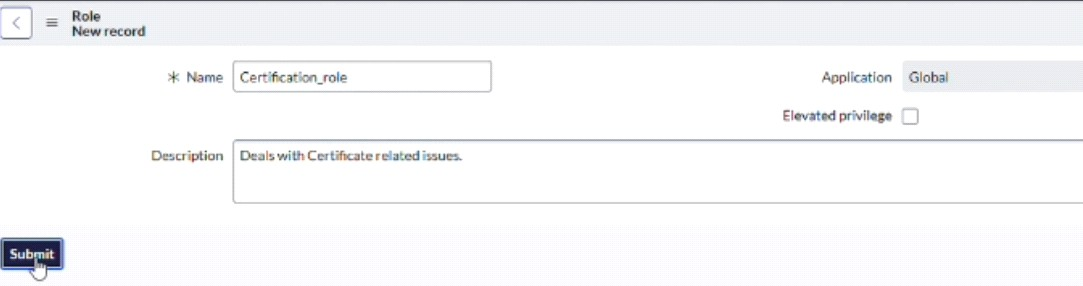 Role
New record
* Name Certification_role
Application Global
Elevated privilege
Description Deals with Certificate related issues.
Submit